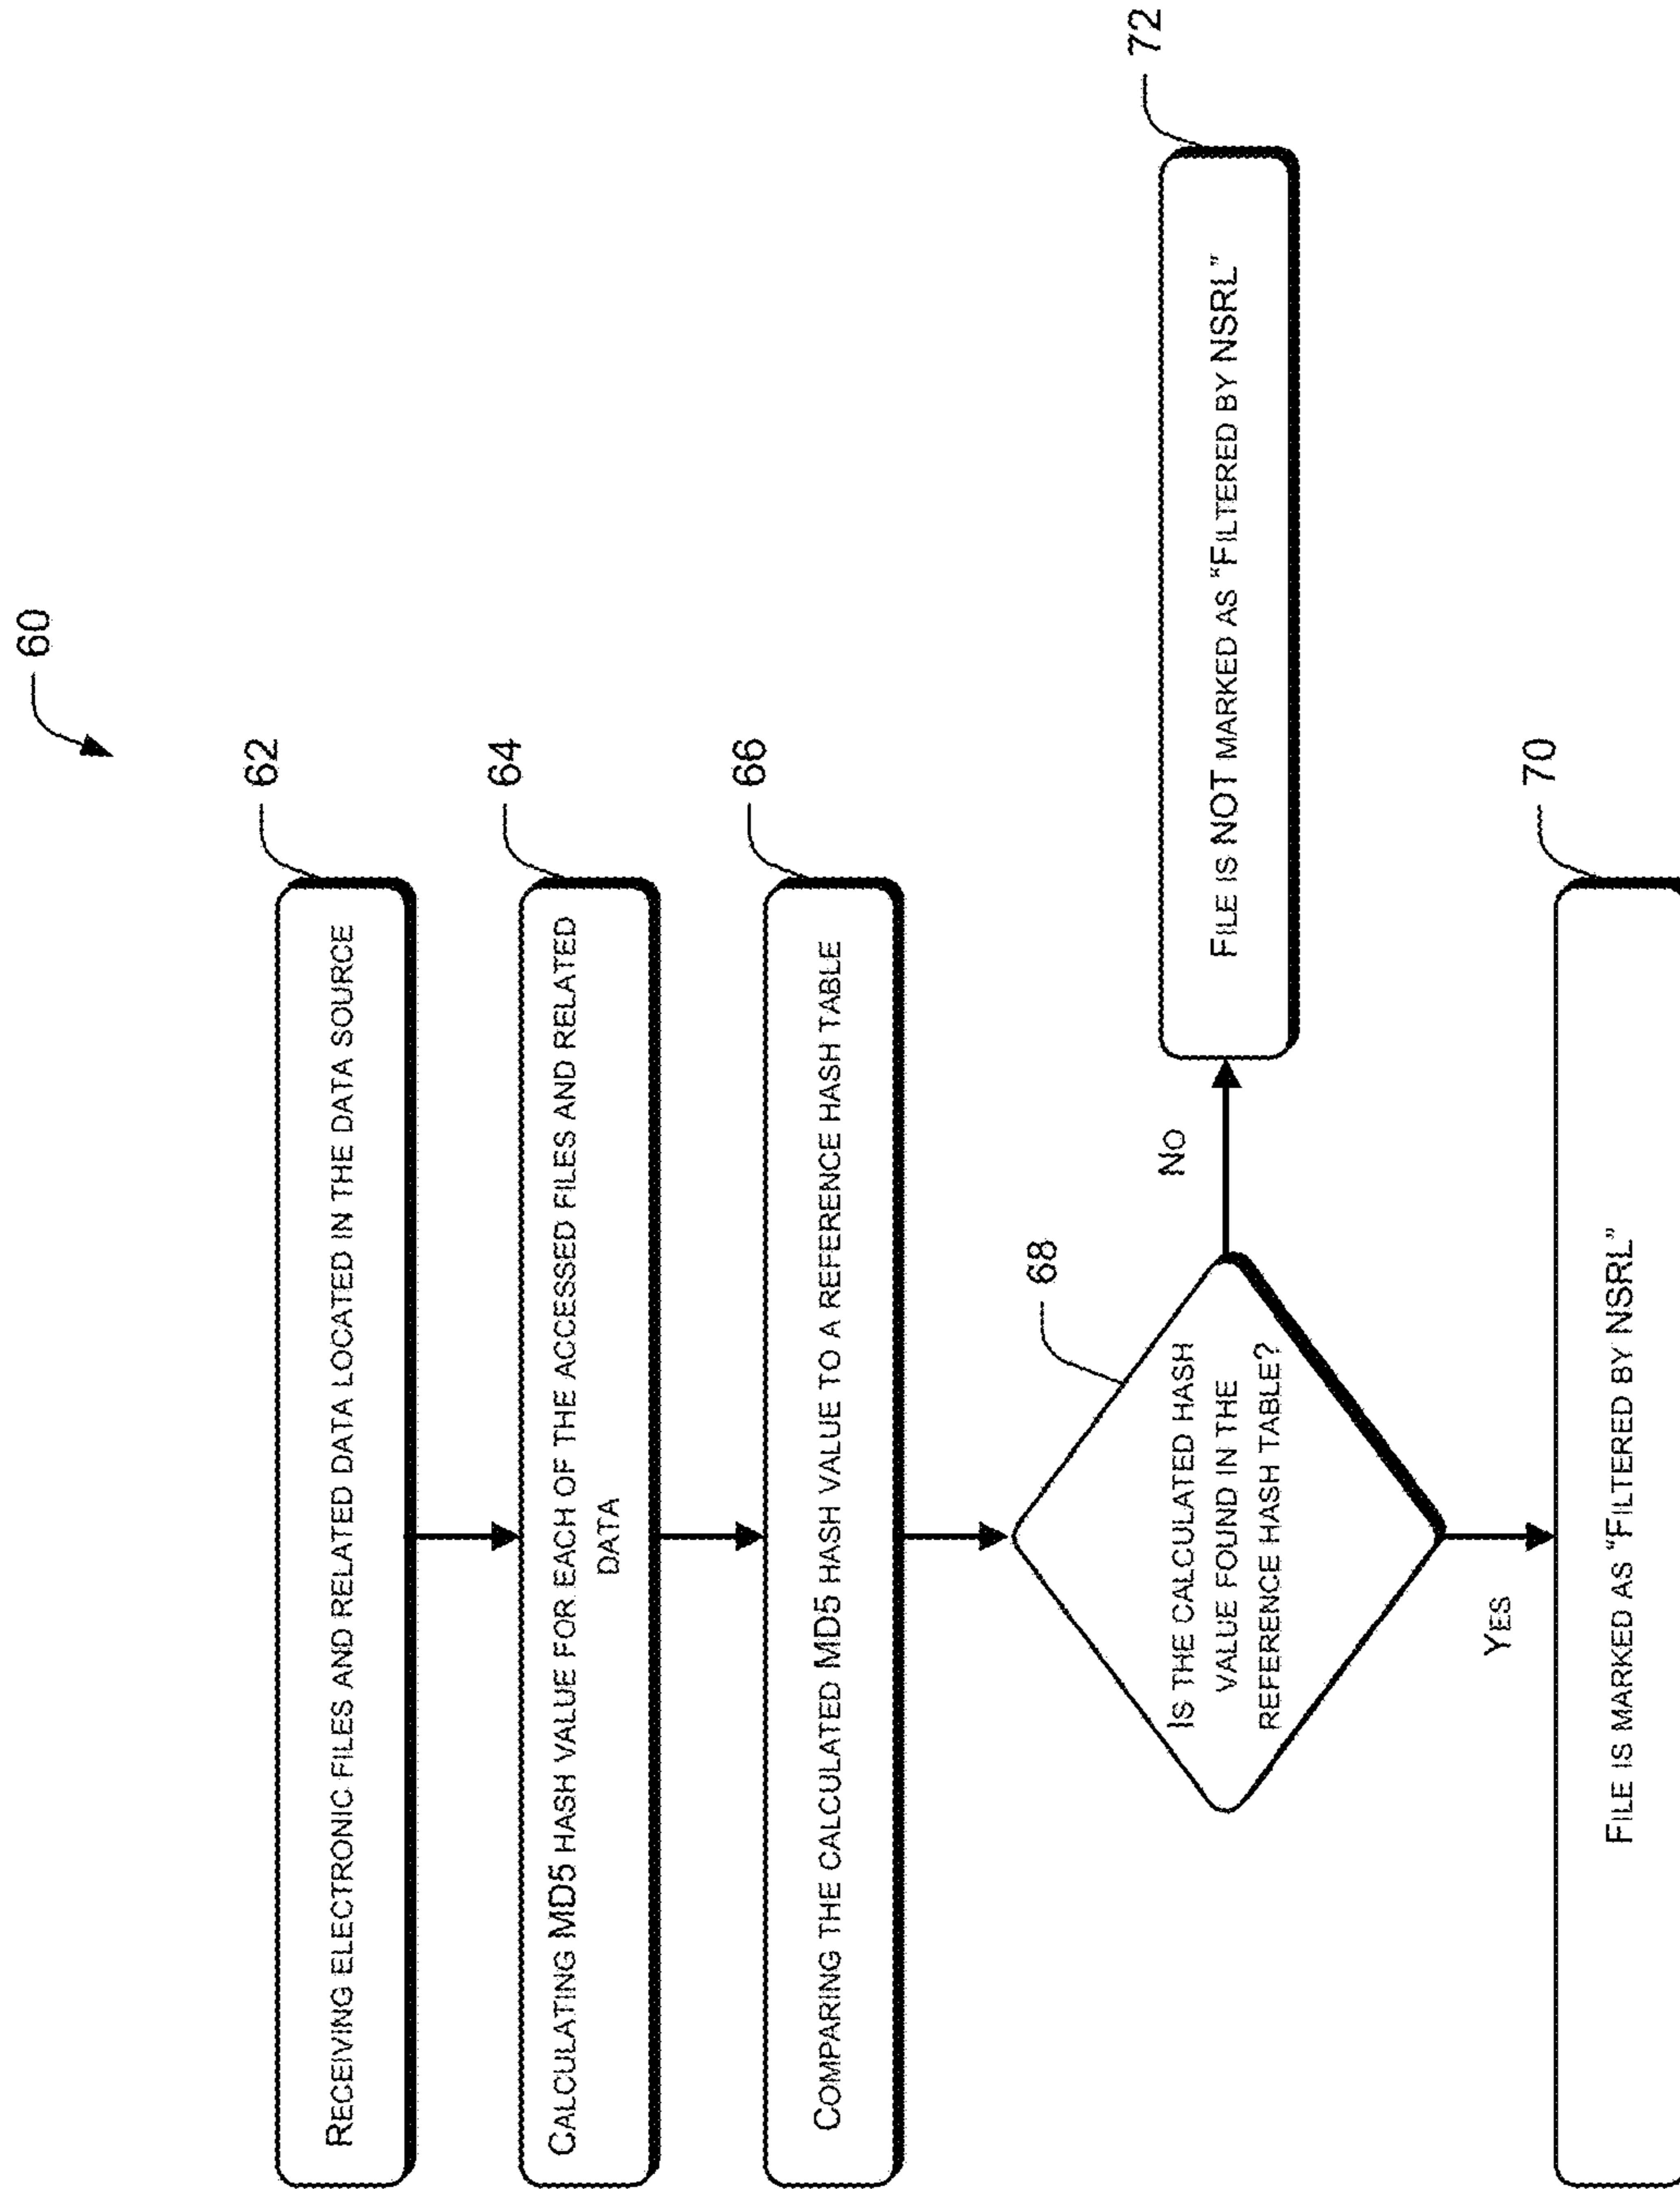 60
62
RECEIVING ELECTRONIC FILES AND RELATED DATA LOCATED IN THE DATA SOURCE
64
CALCULATING MD5 HASH VALUE FOR EACH OF THE ACCESSED FILES AND RELATED
DATA
66
COMPARING THE CALCULATED MD5 HASH VALUE TO A REFERENCE HASH TABLE
68
IS THE CALCULATED HASH
VALUE FOUND IN THE
REFERENCE HASH TABLE?
NO
72
FILE IS NOT MARKED AS "FILTERED BY NSRL"
YES
70
FILE IS MARKED AS "FILTERED BY NSRL"